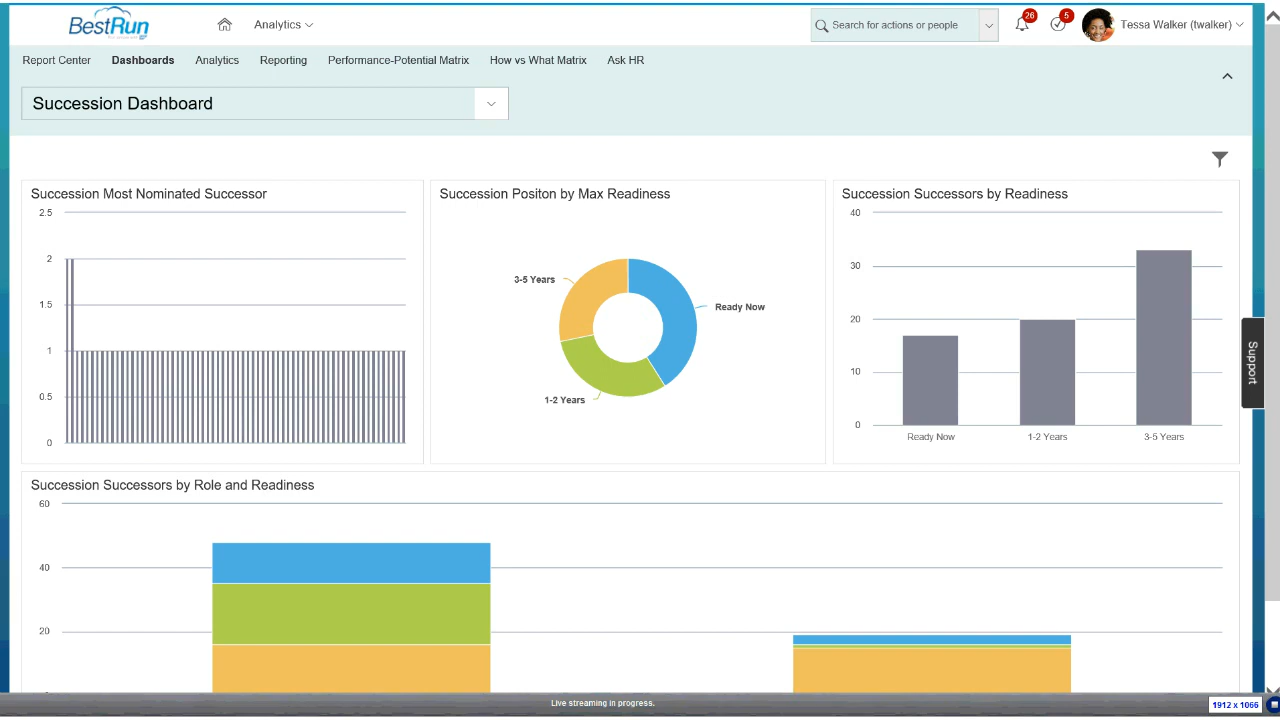 BestRun
Analytics
Search for actions or people
26
5
Tessa Walker (twalker)
Report Center
Dashboards
Analytics
Reporting
Performance-Potential Matrix
How vs What Matrix
Ask HR
Succession Dashboard
Succession Most Nominated Successor
2.5
2
1.5
1
0.5
0
Succession Positon by Max Readiness
3-5 Years
Ready Now
1-2 Years
Succession Successors by Readiness
40
30
20
10
0
Ready Now
1-2 Years
3-5 Years
Support
Succession Successors by Role and Readiness
60
40
20
Live streaming in progress.
1912 x 1066